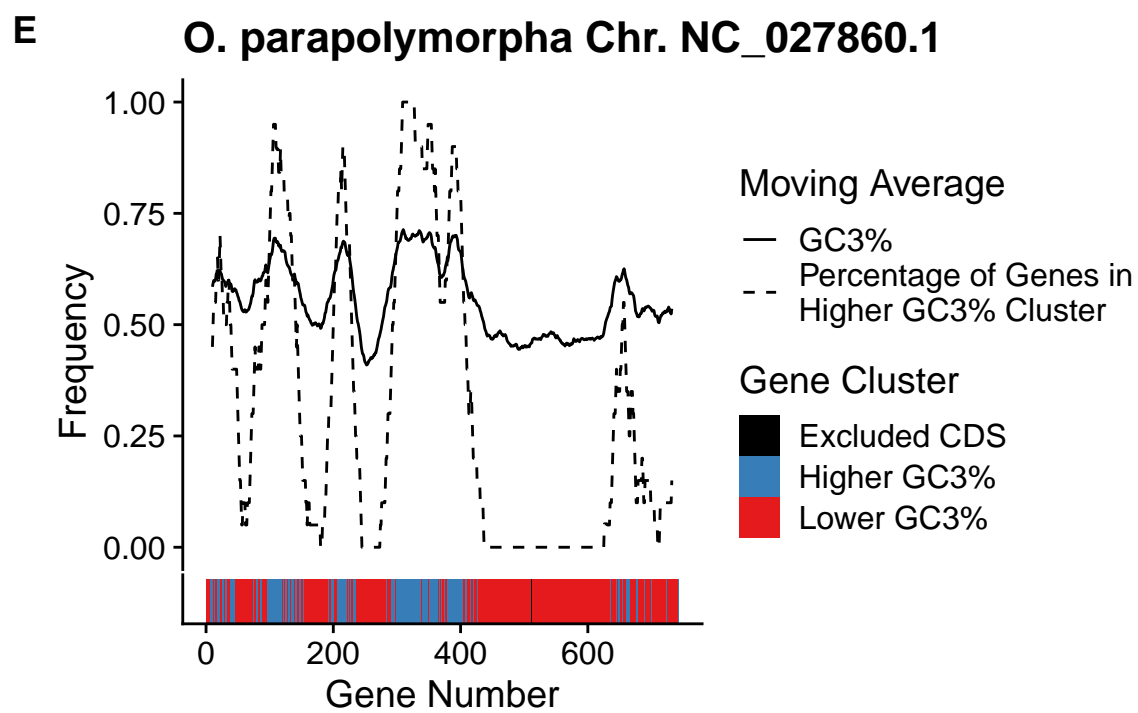 E
O. parapolymorpha Chr. NC_027860.1
Frequency
1.00
0.75
0.50
0.25
0.00
0
200
400
600
Gene Number
Moving Average
GC3%
Percentage of Genes in
Higher GC3% Cluster
Gene Cluster
Excluded CDS
Higher GC3%
Lower GC3%